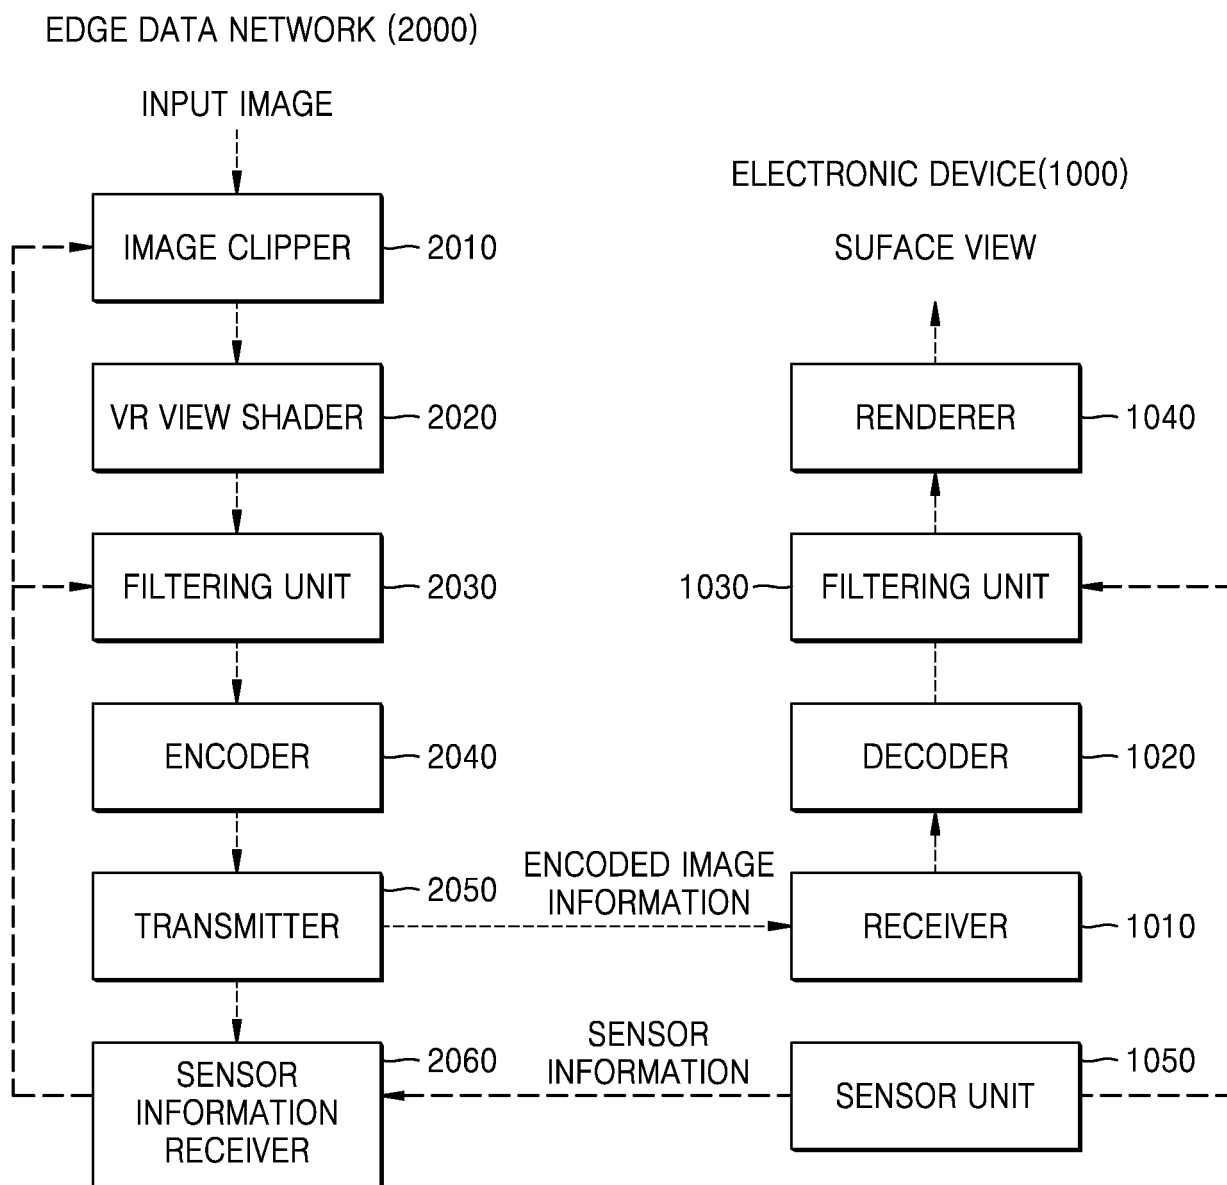 EDGE DATA NETWORK (2000)
INPUT IMAGE
IMAGE CLIPPER
2010
VR VIEW SHADER
2020
FILTERING UNIT
2030
ENCODER
2040
TRANSMITTER
2050
SENSOR
INFORMATION
RECEIVER
2060
ENCODED IMAGE
INFORMATION
SENSOR
INFORMATION
ELECTRONIC DEVICE(1000)
SUFACE VIEW
RENDERER
1040
1030
FILTERING UNIT
DECODER
1020
RECEIVER
1010
SENSOR UNIT
1050